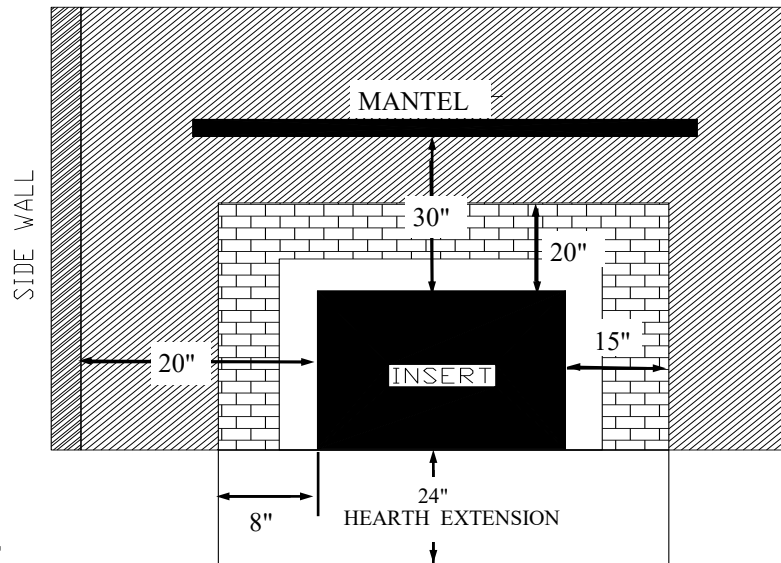 MANTEL
SIDE WALL
30"
20"
15"
20"
INSERT
8"
24"
HEARTH EXTENSION